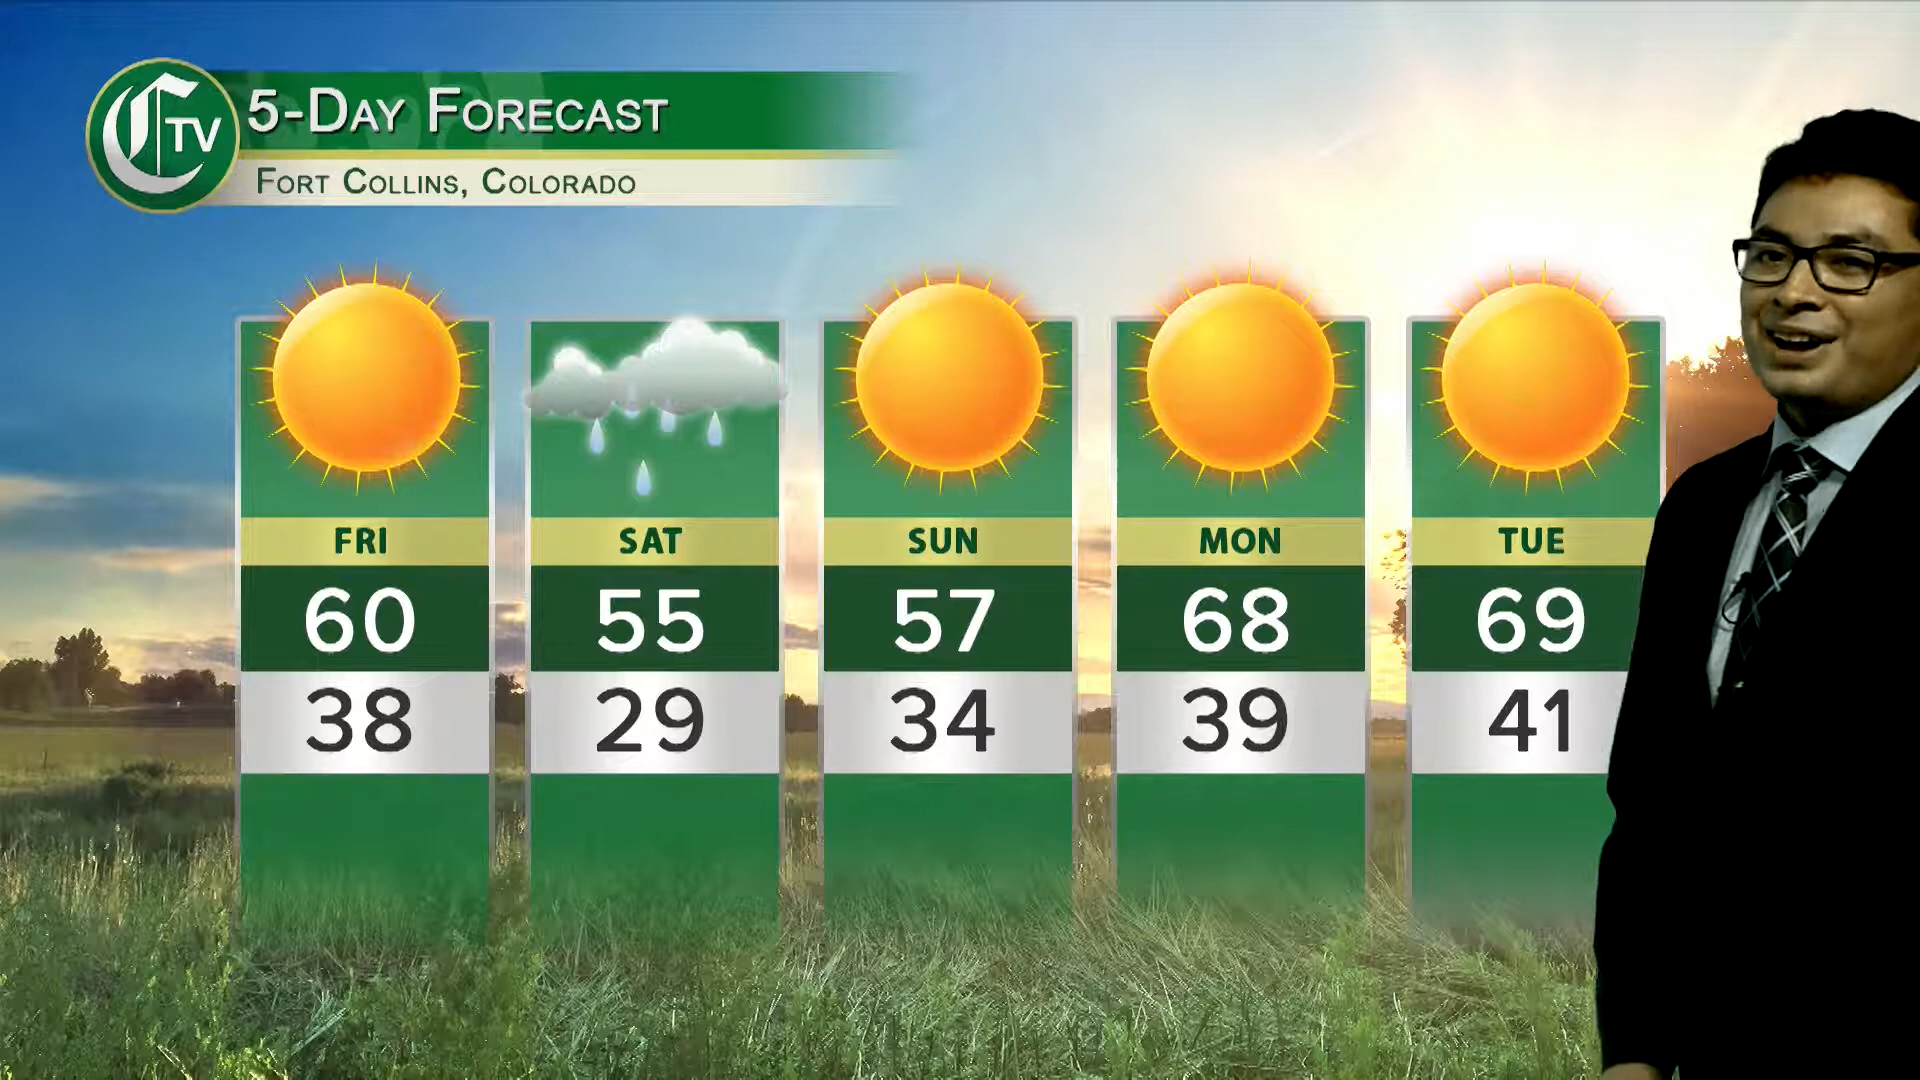 CTV
5-Day Forecast
Fort Collins, Colorado
FRI SAT SUN MON TUE
60 55 57 68 69
38 29 34 39 41